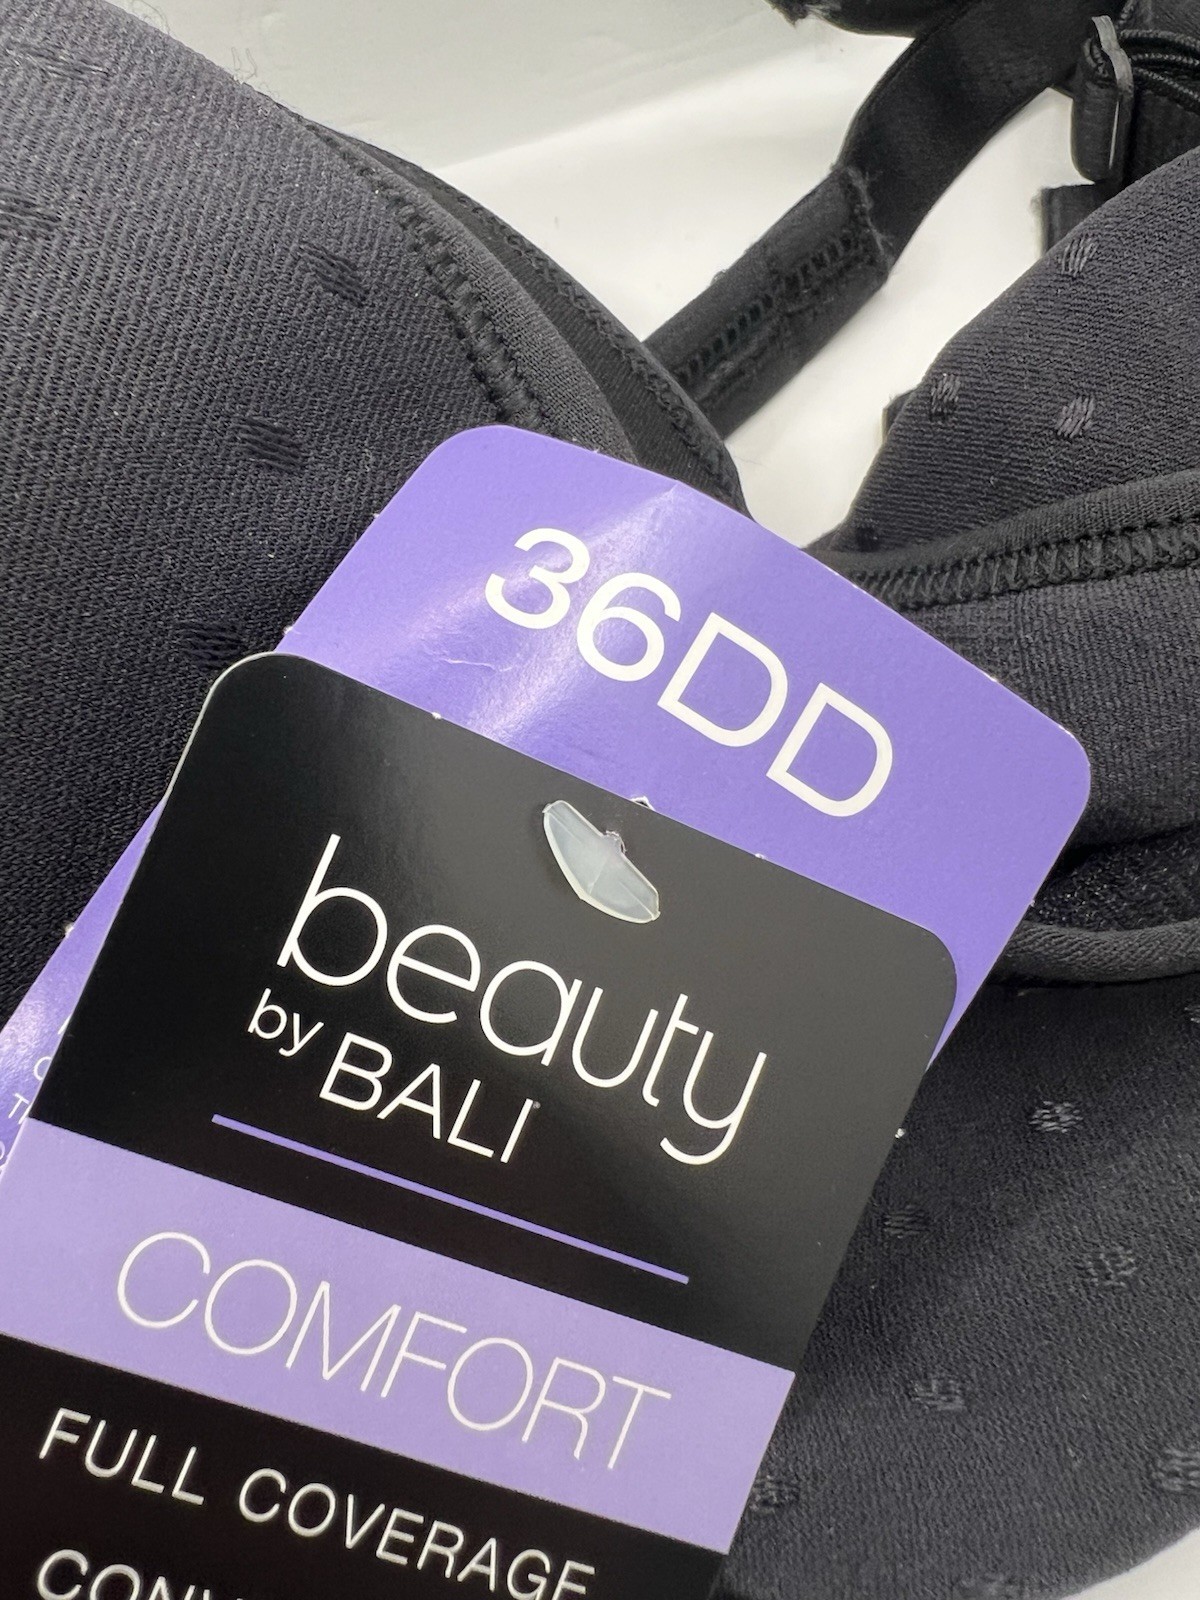 36DD
beauty
by BALI
COMFORT
FULL COVERAGE